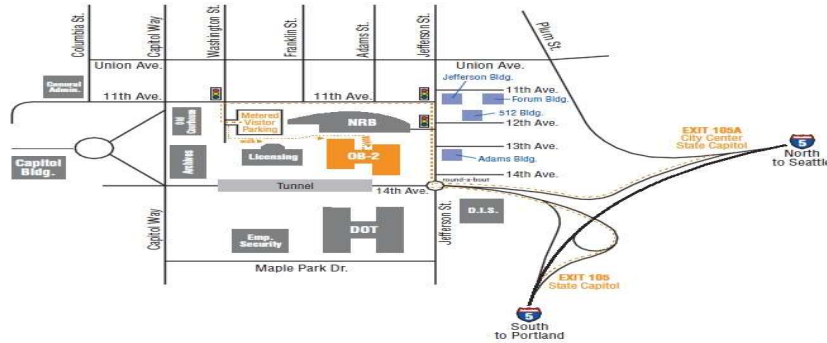 Columbia St.
Capitol Way
Washington St.
Franklin St.
Adams St.
Jefferson St.
Plum St.
Union Ave.
Union Ave.
General
Admin.
11th Ave.
11th Ave.
Jefferson Bldg.
11th Ave.
Forum Bldg.
512 Bldg.
12th Ave.
Metered
Visitor
Parking
NRB
EXIT 105A
City Center
State Capitol
5
North
to Seattle
Capitol
Bldg.
Archives
Licensing
OB-2
13th Ave.
Adams Bldg.
14th Ave.
round-a-bout
Tunnel
14th Ave.
Capitol Way
Emp.
Security
DOT
Jefferson St.
D.I.S.
Maple Park Dr.
EXIT 105
State Capitol
5
South
to Portland